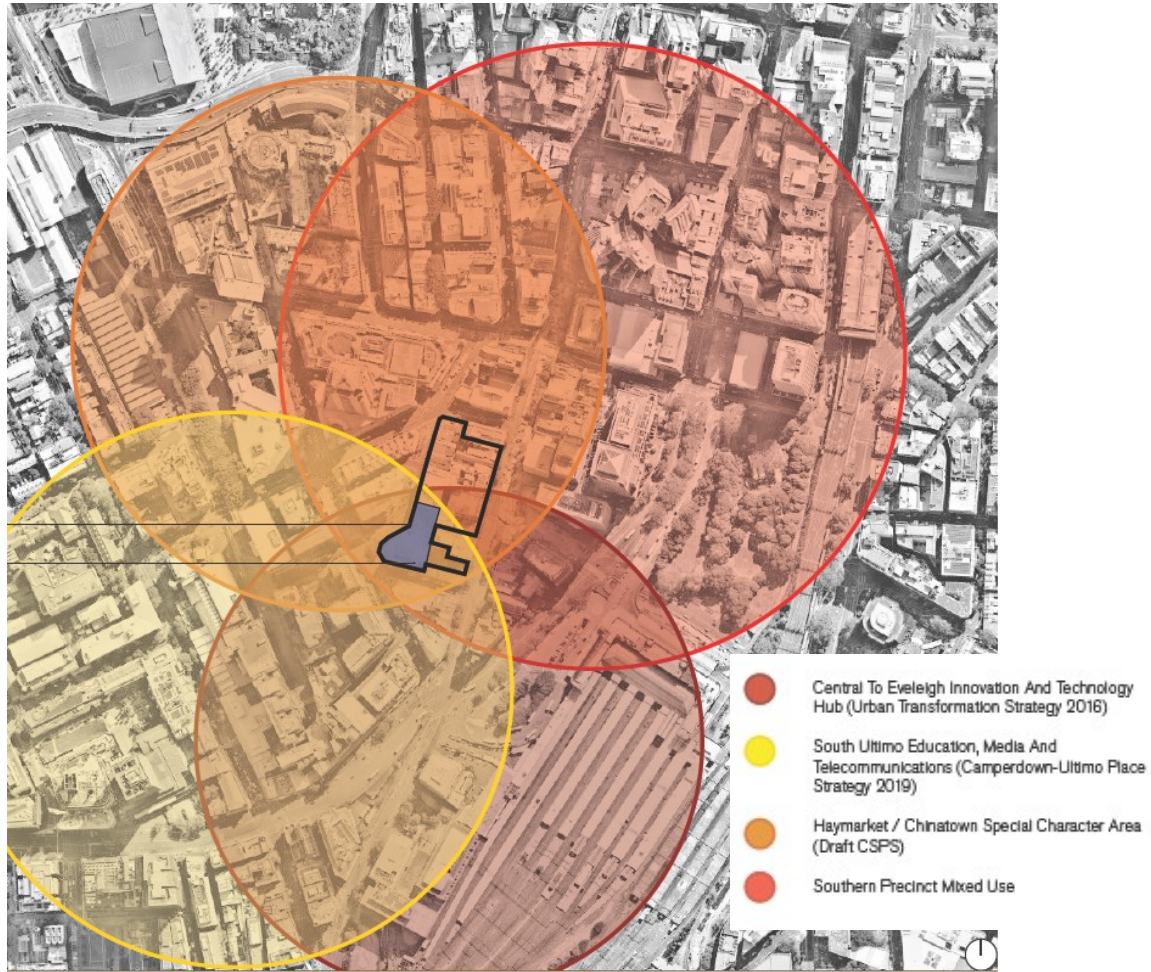 Central To Eveleigh Innovation And Technology
Hub (Urban Transformation Strategy 2016)
South Ultimo Education, Media And
Telecommunications (Camperdown-Ultimo Place
Strategy 2019)
Haymarket / Chinatown Special Character Area
(Draft CSPS)
Southern Precinct Mixed Use